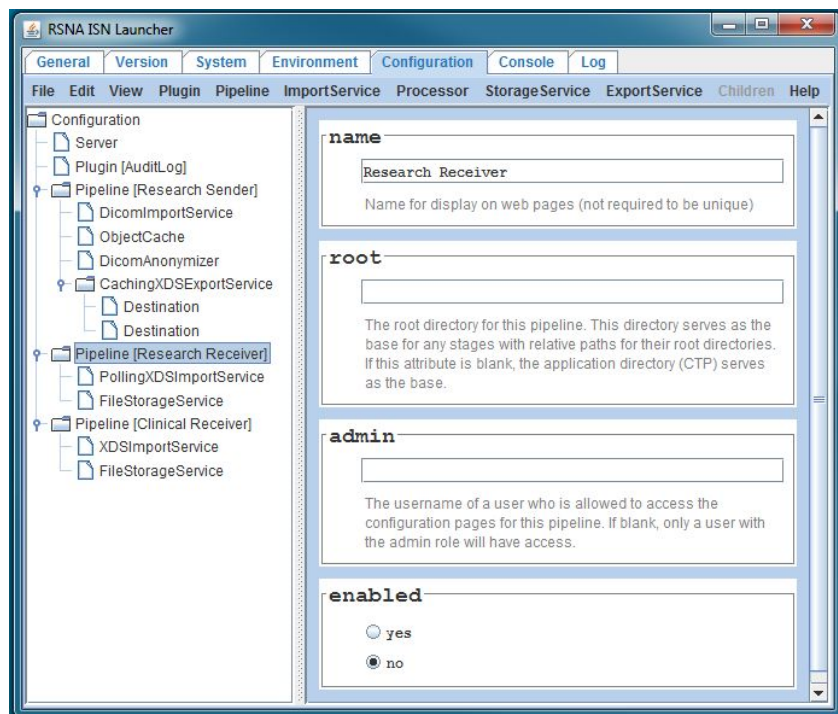 RSNA ISN Launcher
General Version System Environment Configuration Console Log
File Edit View Plugin Pipeline ImportService Processor StorageService ExportService Children Help
Configuration
Server
Plugin [AuditLog]
Pipeline [Research Sender]
DicomImportService
ObjectCache
DicomAnonymizer
CachingXDSExportService
Destination
Destination
Pipeline [Research Receiver]
PollingXDSImportService
FileStorageService
Pipeline [Clinical Receiver]
XDSImportService
FileStorageService
name
Research Receiver
Name for display on web pages (not required to be unique)
root
The root directory for this pipeline. This directory serves as the
base for any stages with relative paths for their root directories.
If this attribute is blank, the application directory (CTP) serves
as the base.
admin
The username of a user who is allowed to access the
configuration pages for this pipeline. If blank, only a user with
the admin role will have access.
enabled
yes
no